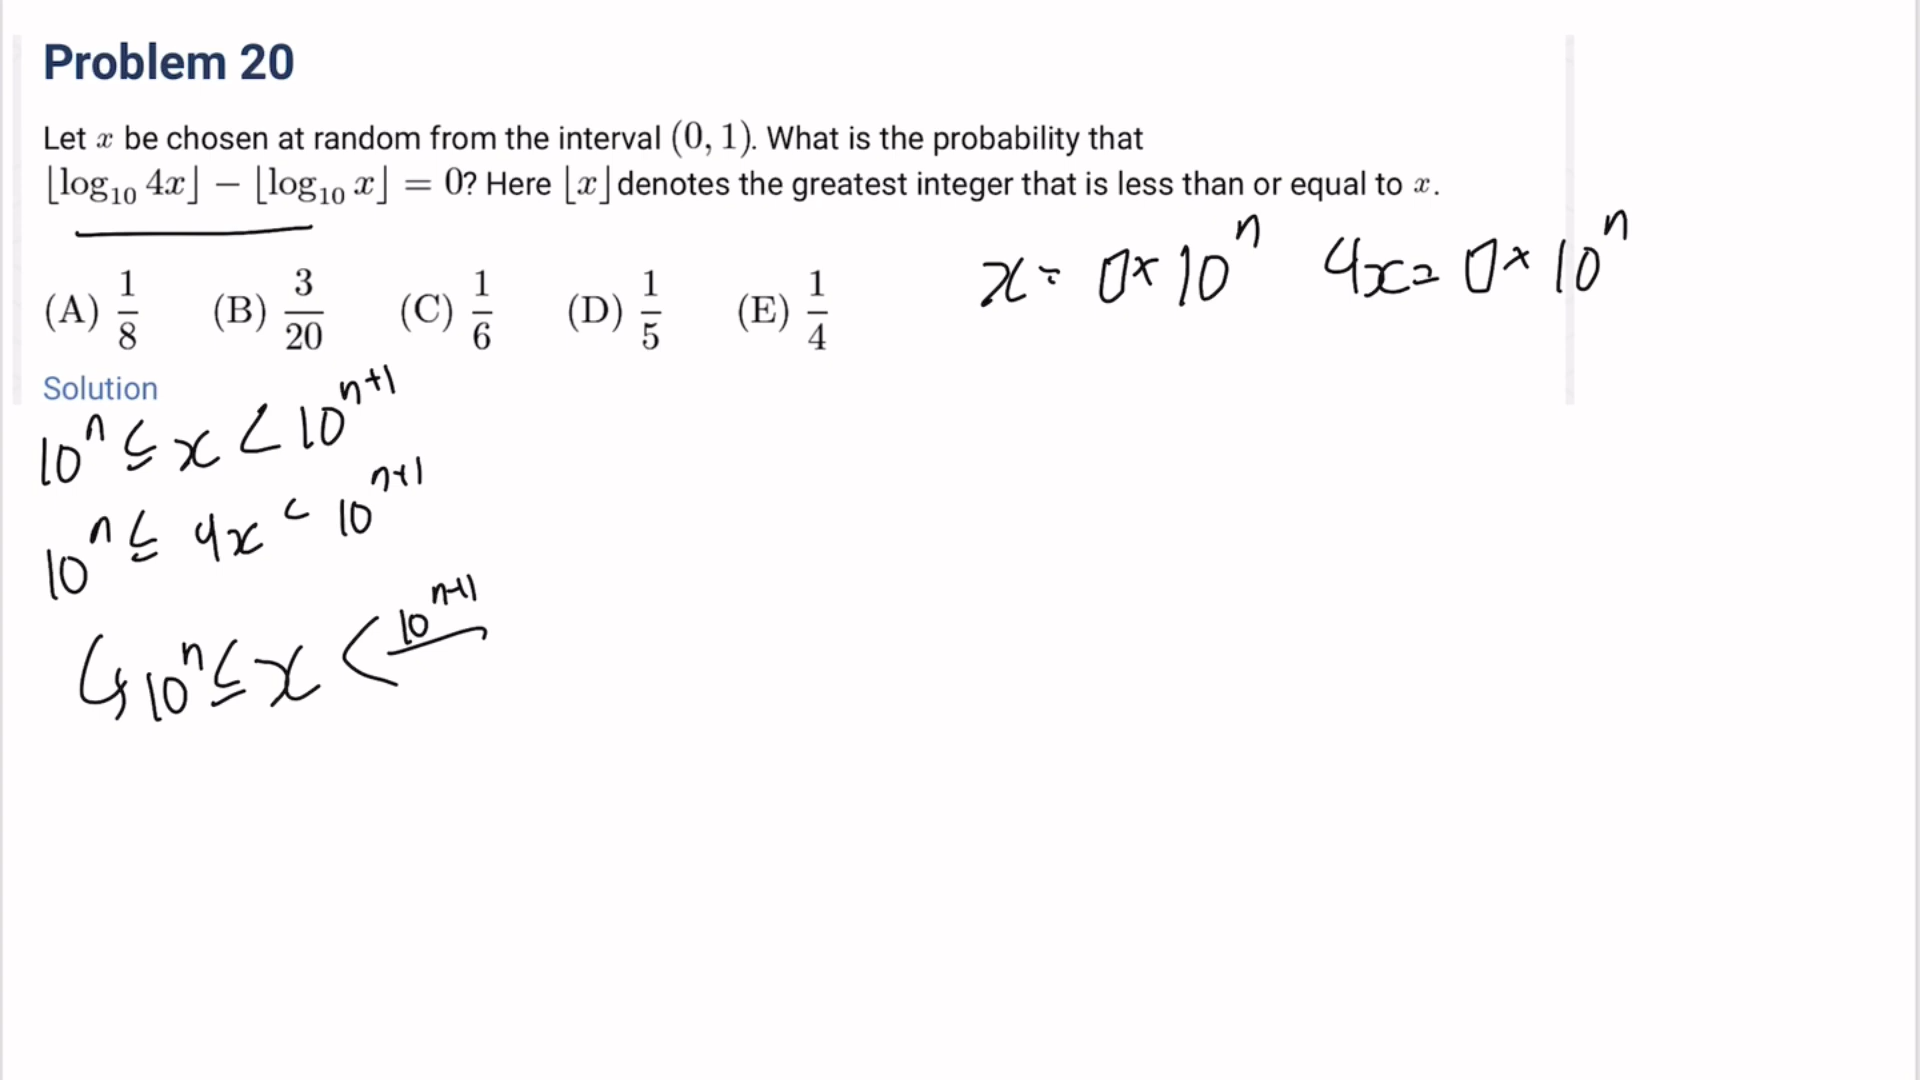 Problem 20
Let x be chosen at random from the interval (0, 1). What is the probability that
⌊log₁₀ 4x⌋ − ⌊log₁₀ x⌋ = 0? Here ⌊x⌋ denotes the greatest integer that is less than or equal to x.
x = □ × 10ⁿ 4x = □ × 10ⁿ
(A) 1/8 (B) 3/20 (C) 1/6 (D) 1/5 (E) 1/4
Solution
10ⁿ ≤ x < 10ⁿ⁺¹
10ⁿ ≤ 4x < 10ⁿ⁺¹
↳ 10ⁿ ≤ x < 10ⁿ⁺¹